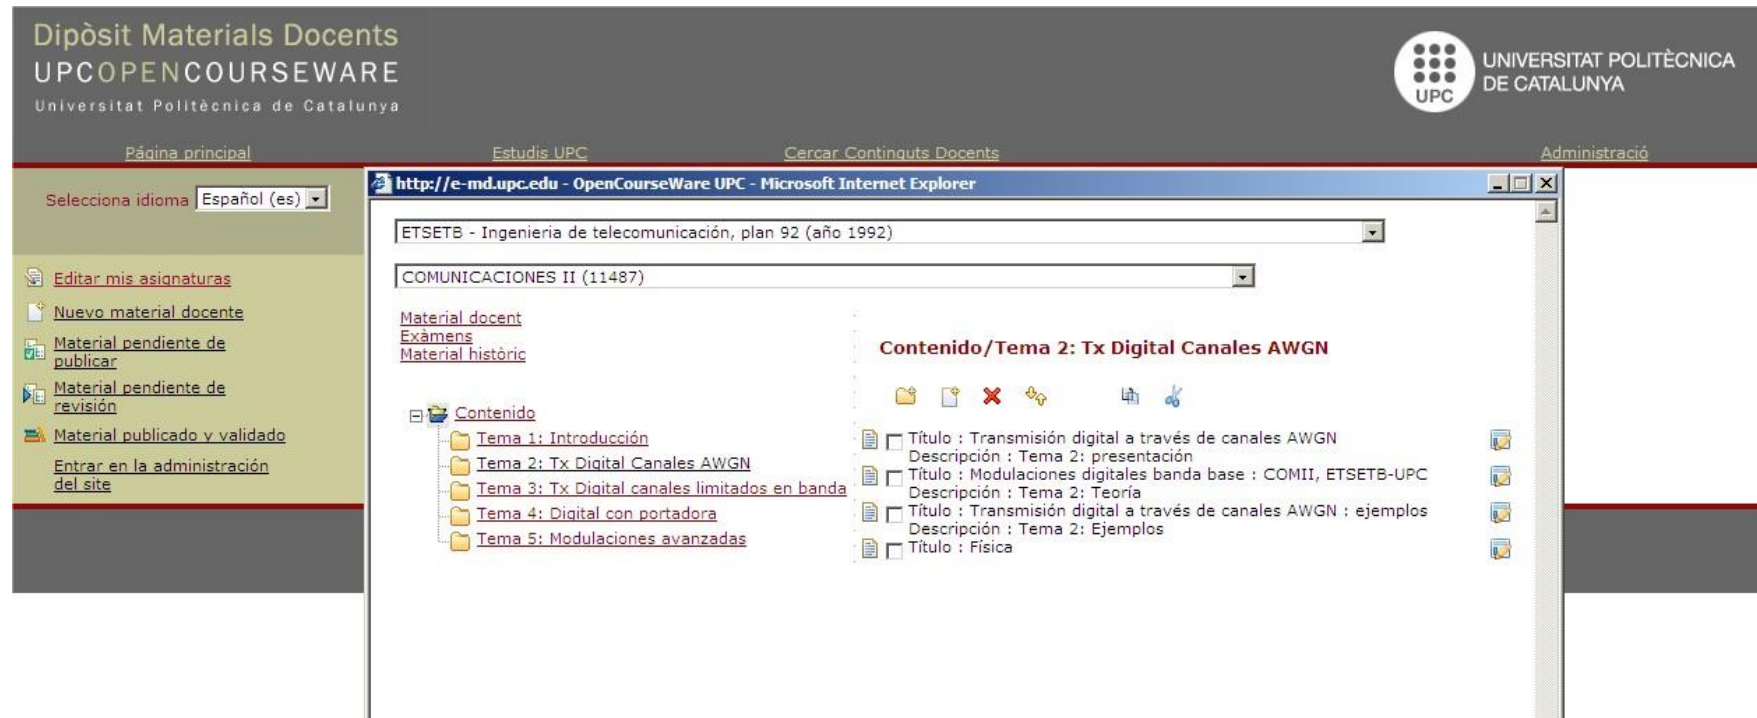 Dipòsit Materials Docents
UPCOPENCOURSEWARE
Universitat Politècnica de Catalunya
UPC
UNIVERSITAT POLITÈCNICA
DE CATALUNYA
Página principal
Estudis UPC
Cercar Continguts Docents
Administració
Selecciona idioma Español (es)
Editar mis asignaturas
Nuevo material docente
Material pendiente de
publicar
Material pendiente de
revisión
Material publicado y validado
Entrar en la administración
del site
http://e-md.upc.edu - OpenCourseWare UPC - Microsoft Internet Explorer
ETSETB - Ingenieria de telecomunicación, plan 92 (año 1992)
COMUNICACIONES II (11487)
Material docent
Exàmens
Material històric
Contenido
Tema 1: Introducción
Tema 2: Tx Digital Canales AWGN
Tema 3: Tx Digital canales limitados en banda
Tema 4: Digital con portadora
Tema 5: Modulaciones avanzadas
Contenido/Tema 2: Tx Digital Canales AWGN
Título : Transmisión digital a través de canales AWGN
Descripción : Tema 2: presentación
Título : Modulaciones digitales banda base : COMII, ETSETB-UPC
Descripción : Tema 2: Teoría
Título : Transmisión digital a través de canales AWGN : ejemplos
Descripción : Tema 2: Ejemplos
Título : Física